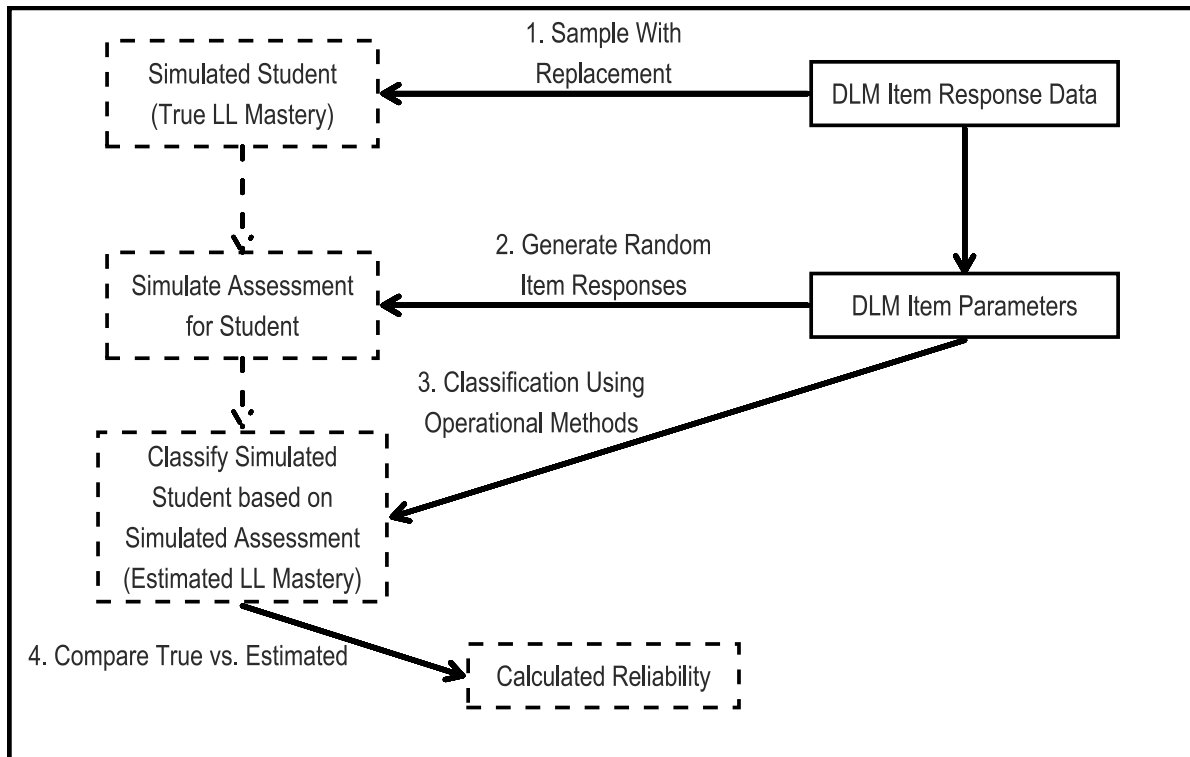 1. Sample With
Replacement
Simulated Student
(True LL Mastery)
DLM Item Response Data
2. Generate Random
Item Responses
Simulate Assessment
for Student
DLM Item Parameters
3. Classification Using
Operational Methods
Classify Simulated
Student based on
Simulated Assessment
(Estimated LL Mastery)
4. Compare True vs. Estimated
Calculated Reliability